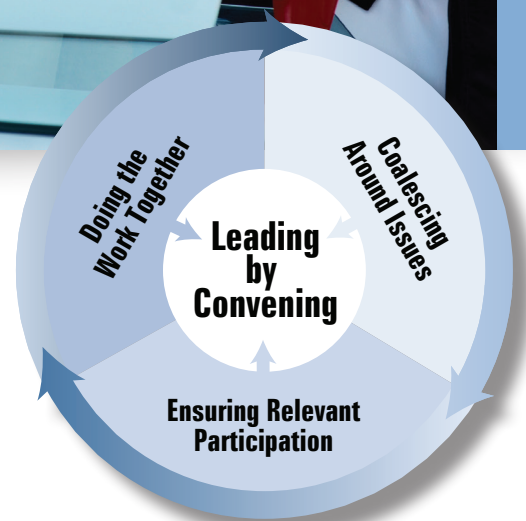 Doing the
Work Together
Coalescing
Around Issues
Leading
by
Convening
Ensuring Relevant
Participation